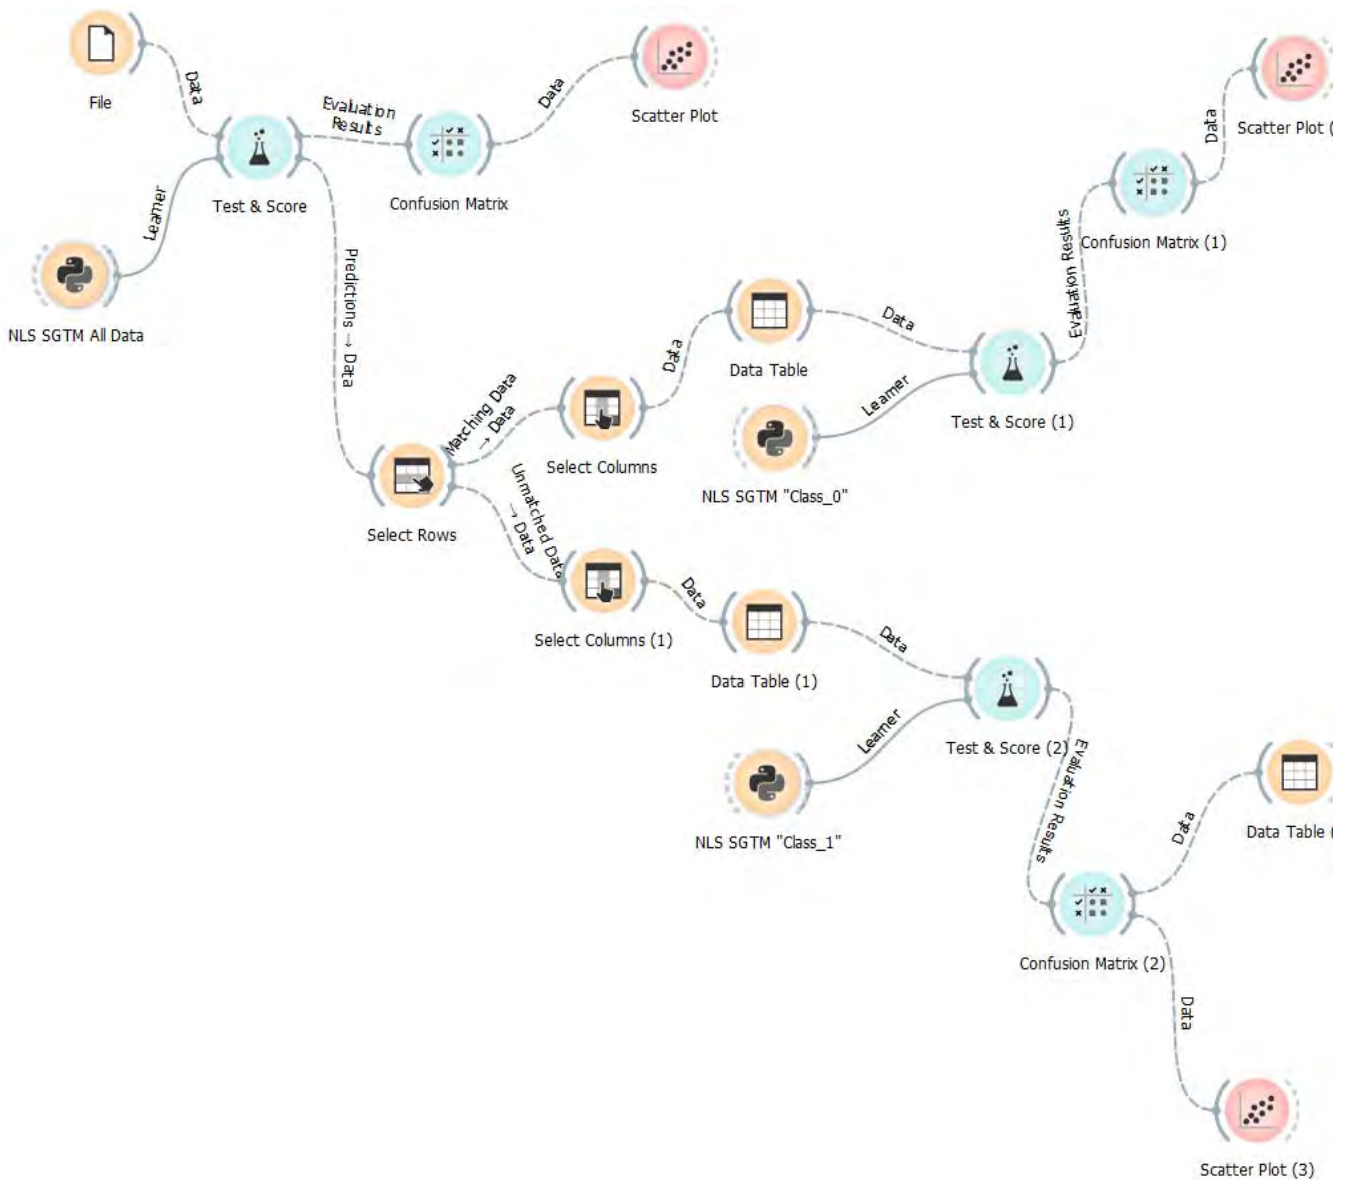 File
Data
Learner
NLS SGTM All Data
Test & Score
Evaluation
Results
Confusion Matrix
Data
Scatter Plot
Predictions → Data
Select Rows
Matching Data
→ Data
Select Columns
Data
Data Table
Data
Learner
NLS SGTM "Class_0"
Test & Score (1)
Evaluation Results
Confusion Matrix (1)
Data
Scatter Plot (
Unmatched Data
→ Data
Select Columns (1)
Data
Data Table (1)
Data
Learner
NLS SGTM "Class_1"
Test & Score (2)
Evaluation Results
Confusion Matrix (2)
Data
Data Table (
Data
Scatter Plot (3)